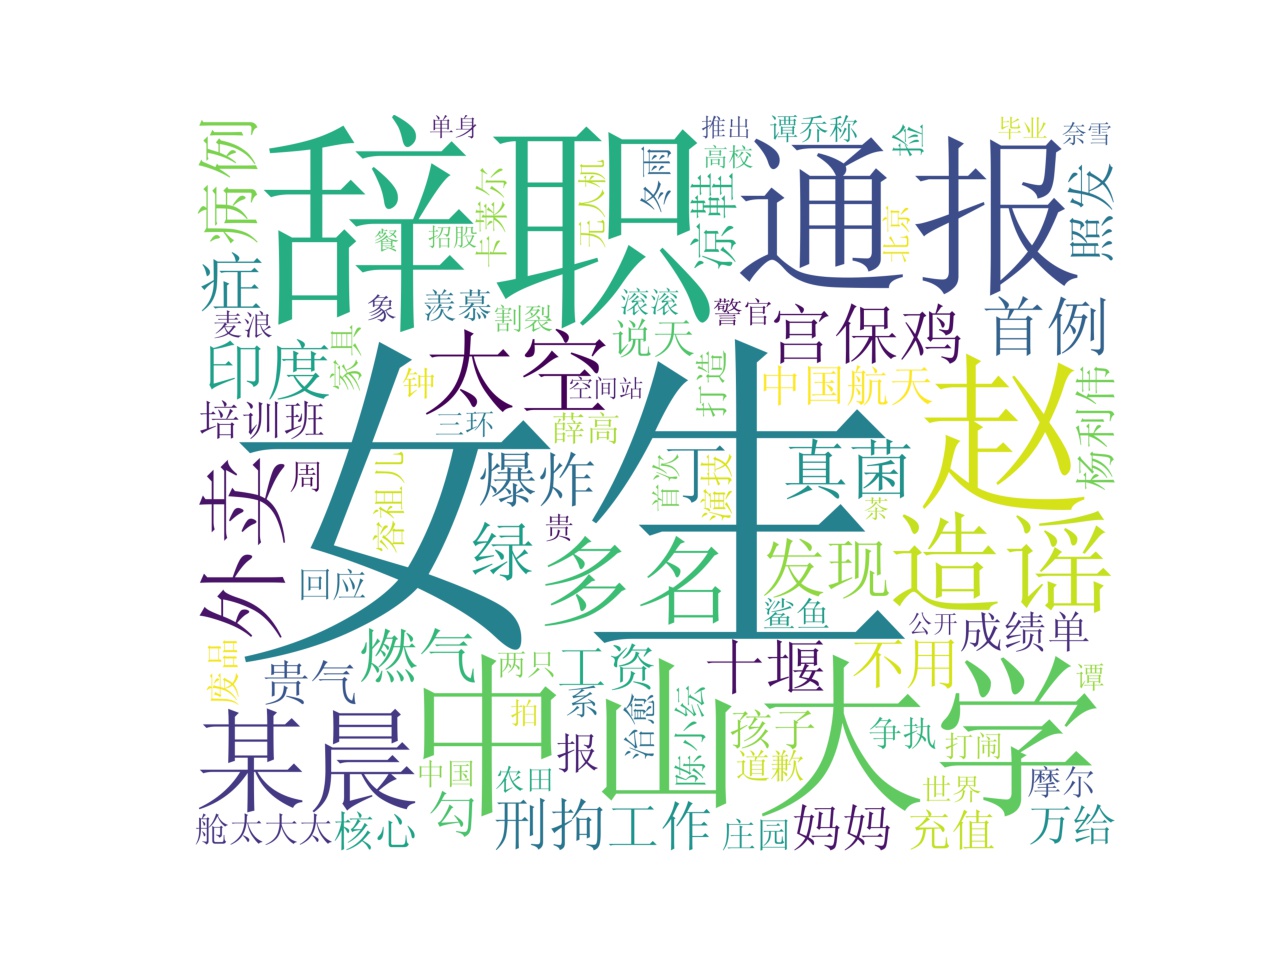 病例
单身
辞职
推出
谭乔称
捡
毕业
奈雪
通报
高校
冬雨
无人机
卡莱尔
凉鞋
北京
照发
餐
招股
症
象
羡慕
割裂
滚滚
警官
麦浪
说天
宫保鸡
首例
印度
家具
钟
太空
空间站
打造
中国航天
赵
杨利伟
培训班
三环
薛高
女生
外卖
周
容祖儿
爆炸
丁
首次
演技
真菌
茶
贵
绿
多名
发现
造谣
回应
鲨鱼
公开
成绩单
废品
贵气
燃气
两只
工资
十堰
不用
谭
中山大学
某晨
拍
系
治愈
陈小纭
孩子
争执
打闹
报
道歉
中国
农田
世界
摩尔
舱太大太
核心
勾
刑拘
工作
庄园
妈妈
充值
万给